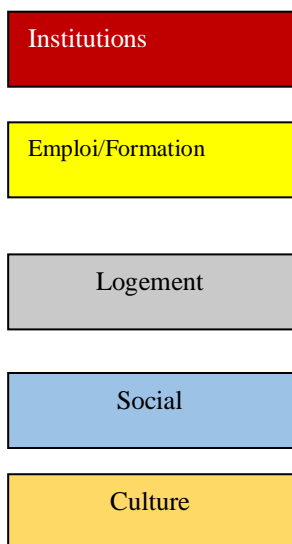 Institutions
Emploi/Formation
Logement
Social
Culture